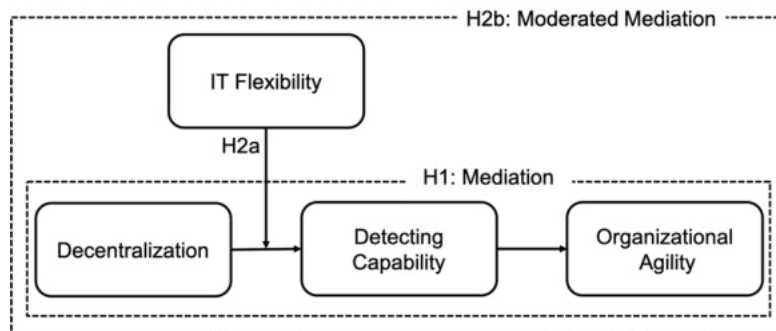 H2b: Moderated Mediation
IT Flexibility
H2a
H1: Mediation
Decentralization
Detecting
Capability
Organizational
Agility